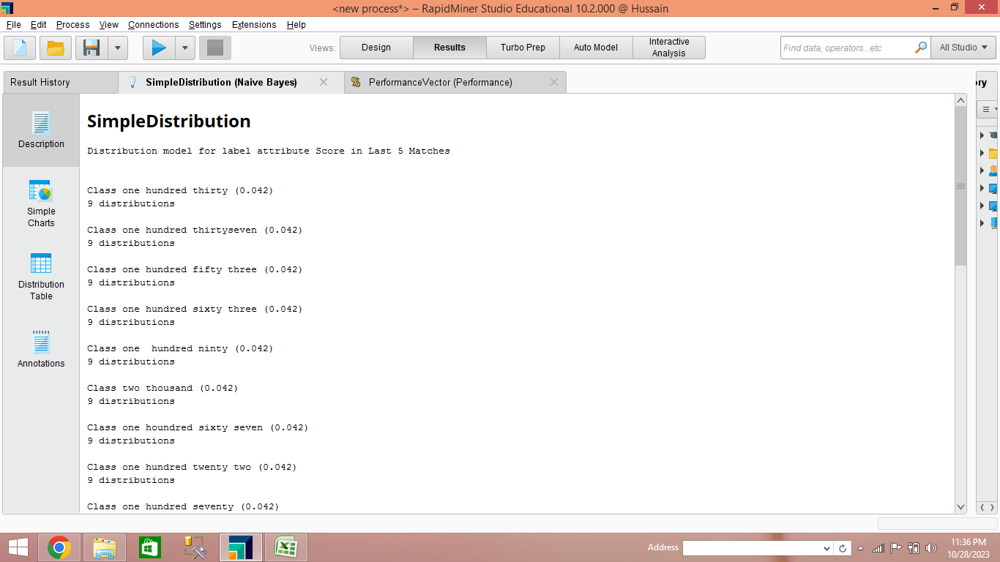 <new process*> – RapidMiner Studio Educational 10.2.000 @ Hussain
File Edit Process View Connections Settings Extensions Help
Views: Design Results Turbo Prep Auto Model Interactive Analysis
Find data, operators...etc All Studio
Result History SimpleDistribution (Naive Bayes) PerformanceVector (Performance) ory
Description
Simple
Charts
Distribution
Table
Annotations
SimpleDistribution
Distribution model for label attribute Score in Last 5 Matches
Class one hundred thirty (0.042)
9 distributions
Class one hundred thirtyseven (0.042)
9 distributions
Class one hundred fifty three (0.042)
9 distributions
Class one hundred sixty three (0.042)
9 distributions
Class one  hundred ninty (0.042)
9 distributions
Class two thousand (0.042)
9 distributions
Class one houndred sixty seven (0.042)
9 distributions
Class one hundred twenty two (0.042)
9 distributions
Class one hundred seventy (0.042)
Address
11:36 PM
10/28/2023